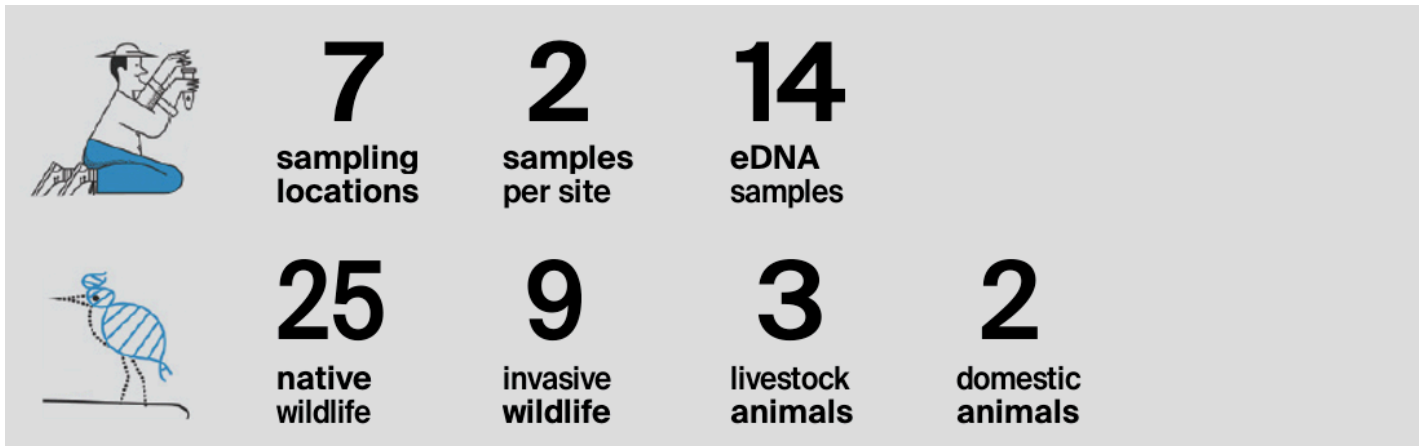 7 2 14
sampling samples eDNA
locations per site samples
25 9 3 2
native invasive livestock domestic
wildlife wildlife animals animals